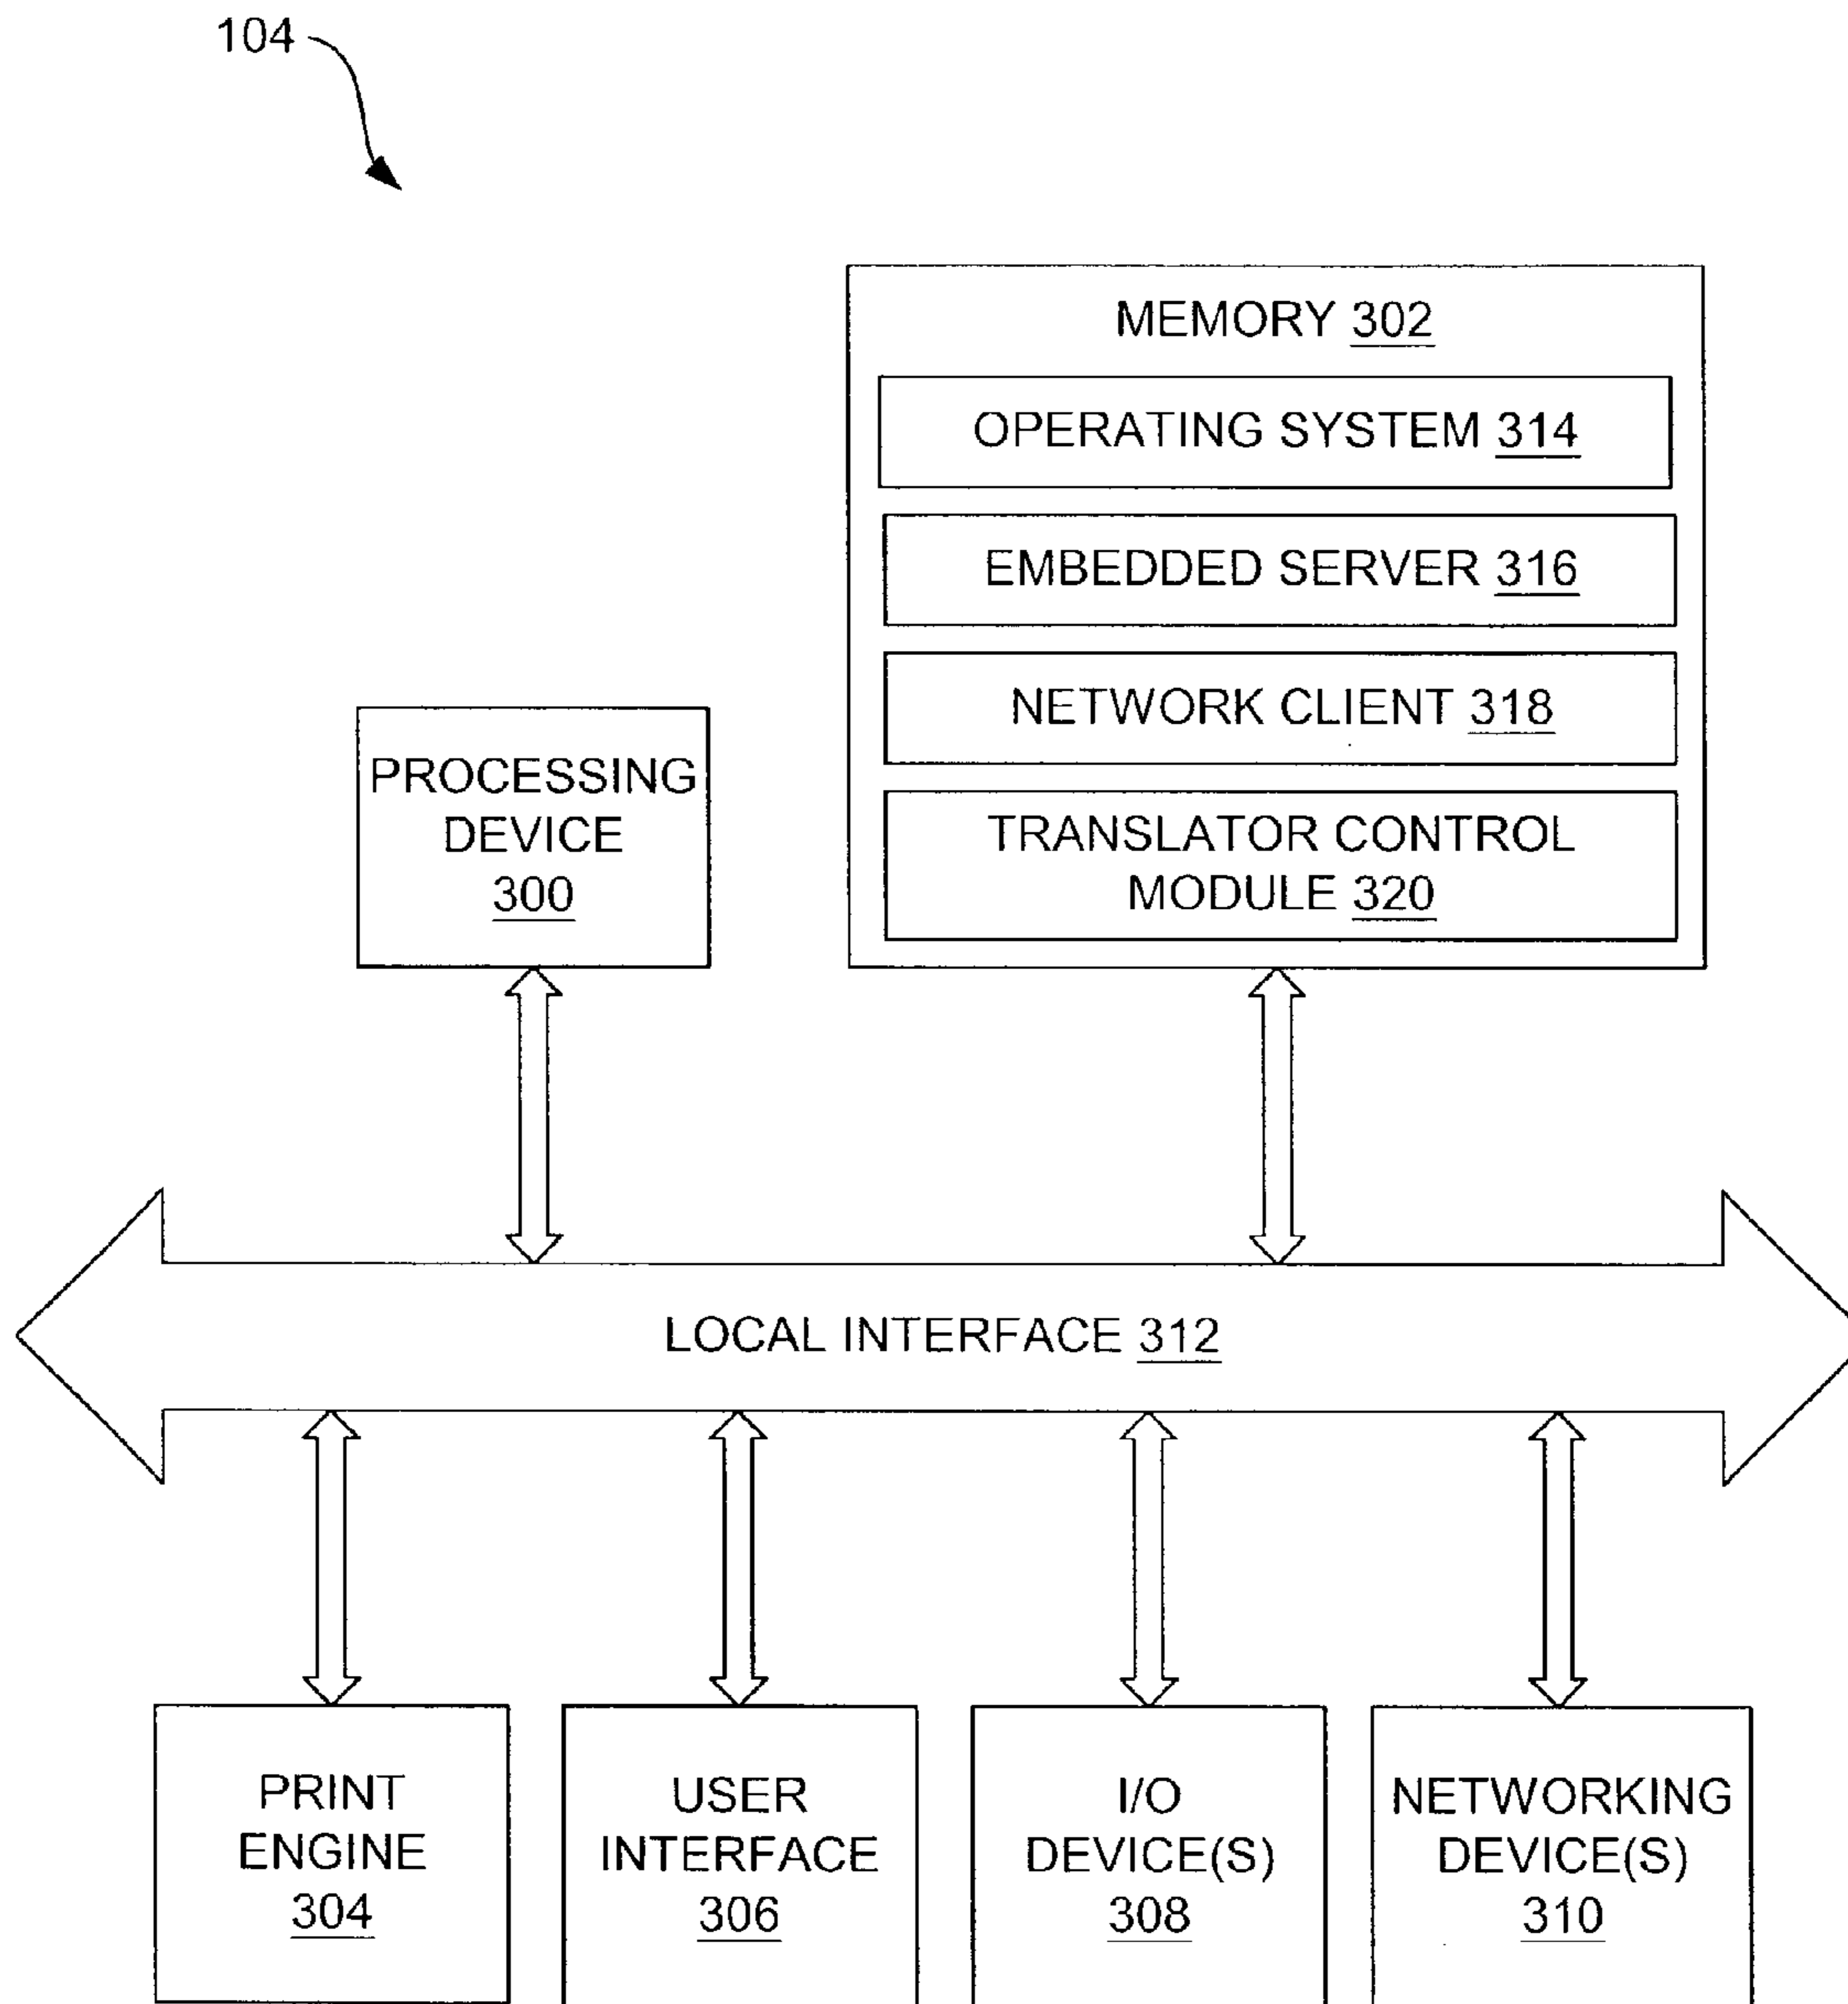 104
MEMORY 302
OPERATING SYSTEM 314
EMBEDDED SERVER 316
NETWORK CLIENT 318
TRANSLATOR CONTROL
MODULE 320
PROCESSING
DEVICE
300
LOCAL INTERFACE 312
PRINT
ENGINE
304
USER
INTERFACE
306
I/O
DEVICE(S)
308
NETWORKING
DEVICE(S)
310